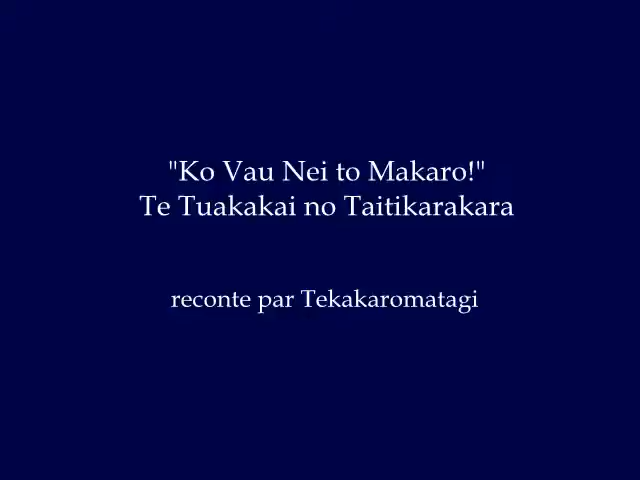 "Ko Vau Nei to Makaro!"
Te Tuakakai no Taitikarakara
reconte par Tekakaromatagi